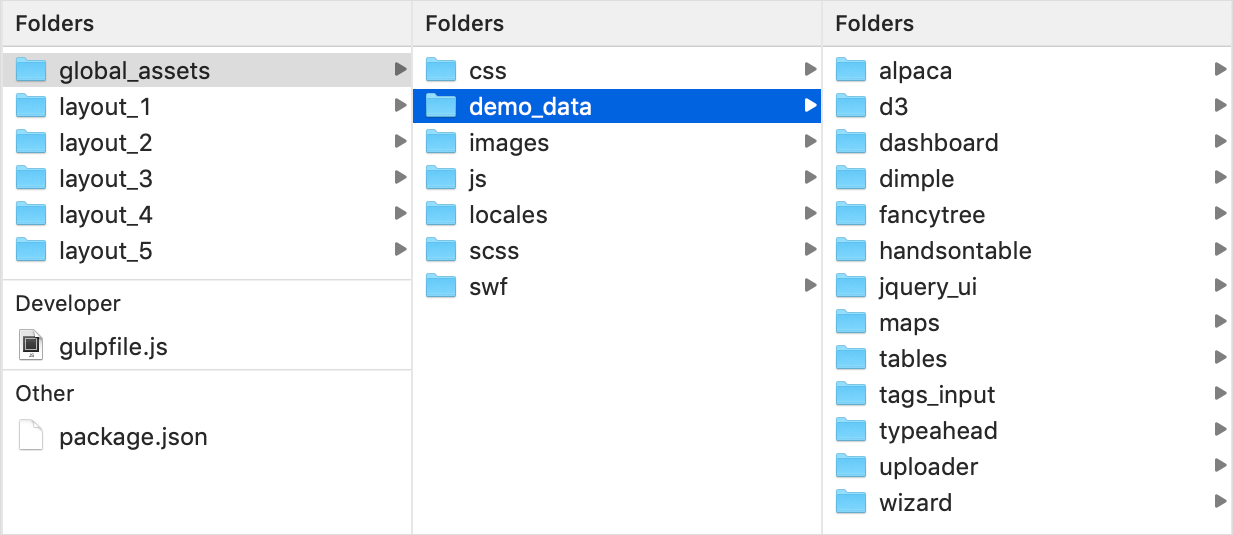 Folders
global_assets
layout_1
layout_2
layout_3
layout_4
layout_5
Developer
JS
gulpfile.js
Other
package.json
Folders
css
demo_data
images
js
locales
scss
swf
Folders
alpaca
d3
dashboard
dimple
fancytree
handsontable
jquery_ui
maps
tables
tags_input
typeahead
uploader
wizard